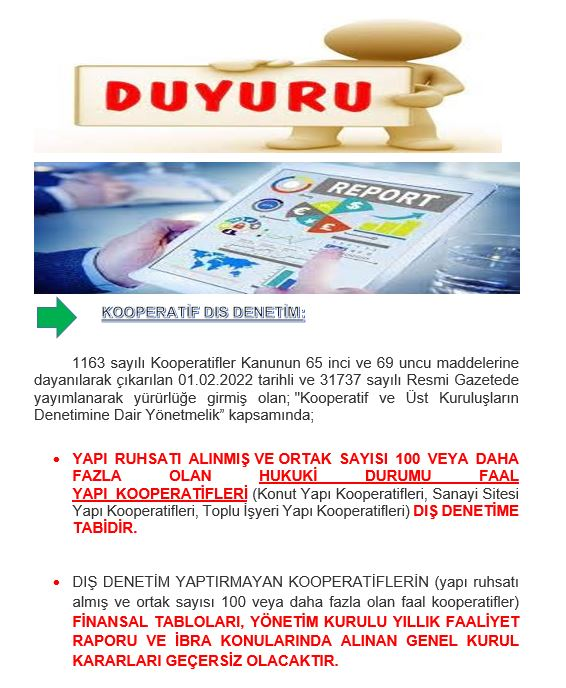 DUYURU
REPORT
KOOPERATİF DIS DENETİM:
1163 sayılı Kooperatifler Kanunun 65 inci ve 69 uncu maddelerine
dayanılarak çıkarılan 01.02.2022 tarihli ve 31737 sayılı Resmi Gazetede
yayımlanarak yürürlüğe girmiş olan; "Kooperatif ve Üst Kuruluşların
Denetimine Dair Yönetmelik” kapsamında;
• YAPI RUHSATI ALINMIŞ VE ORTAK SAYISI 100 VEYA DAHA
FAZLA OLAN HUKUKİ DURUMU FAAL
YAPI KOOPERATİFLERİ (Konut Yapı Kooperatifleri, Sanayi Sitesi
Yapı Kooperatifleri, Toplu İşyeri Yapı Kooperatifleri) DIŞ DENETİME
TABİDİR.
• DIŞ DENETİM YAPTIRMAYAN KOOPERATİFLERİN (yapı ruhsatı
almış ve ortak sayısı 100 veya daha fazla olan faal kooperatifler)
FİNANSAL TABLOLARI, YÖNETİM KURULU YILLIK FAALİYET
RAPORU VE İBRA KONULARINDA ALINAN GENEL KURUL
KARARLARI GEÇERSİZ OLACAKTIR.